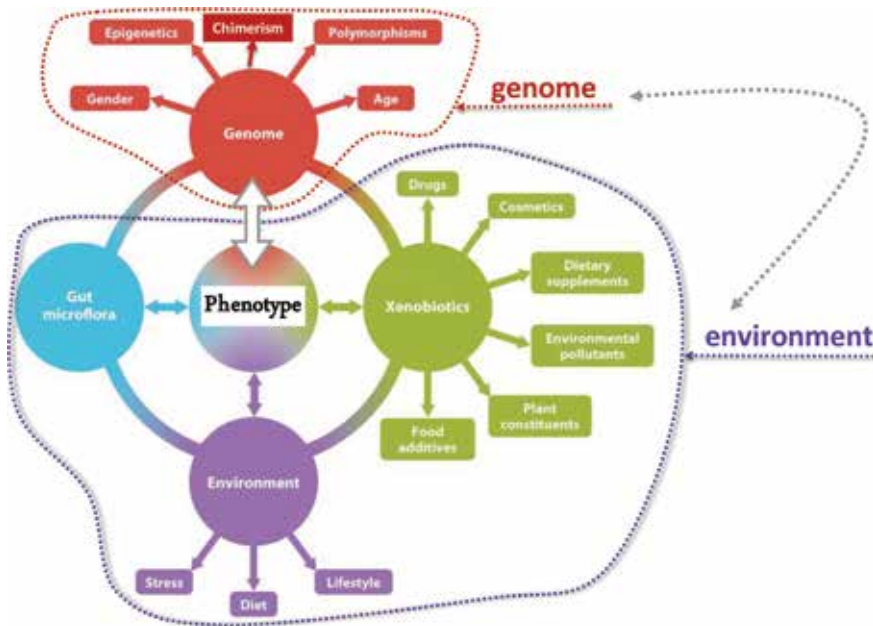 Epigenetics
Chimerism
Polymorphisms
Gender
Age
Genome
genome
Drugs
Cosmetics
Gut
microflora
Phenotype
Xenobiotics
Dietary
supplements
Environmental
pollutants
environment
Plant
constituents
Food
additives
Environment
Stress
Diet
Lifestyle